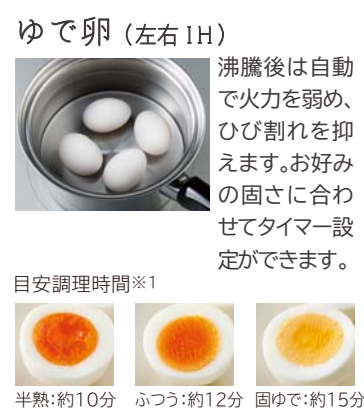 ゆで卵（左右IH）
沸騰後は自動
で火力を弱め、
ひび割れを抑
えます。お好み
の固さに合わ
せてタイマー設
定ができます。
目安調理時間※1
半熟:約10分 ふつう:約12分 固ゆで:約15分